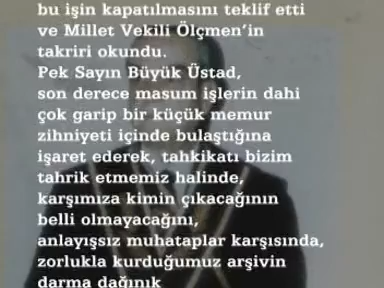 bu işin kapatılmasını teklif etti
ve Millet Vekili Ölçmen’in
takriri okundu.
Pek Sayın Büyük Üstad,
son derece masum işlerin dahi
çok garip bir küçük memur
zihniyeti içinde bulaştığına
işaret ederek, tahkikatı bizim
tahrik etmemiz halinde,
karşımıza kimin çıkacağının
belli olmayacağını,
anlayışsız muhataplar karşısında,
zorlukla kurduğumuz arşivin
darma dağınık